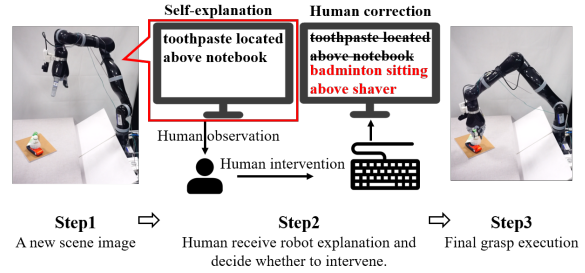 Self-explanation
Human correction
toothpaste located
above notebook
toothpaste located
above notebook
badminton sitting
above shaver
Human observation
Human intervention
Step1
Step2
Step3
A new scene image
Human receive robot explanation and
decide whether to intervene.
Final grasp execution